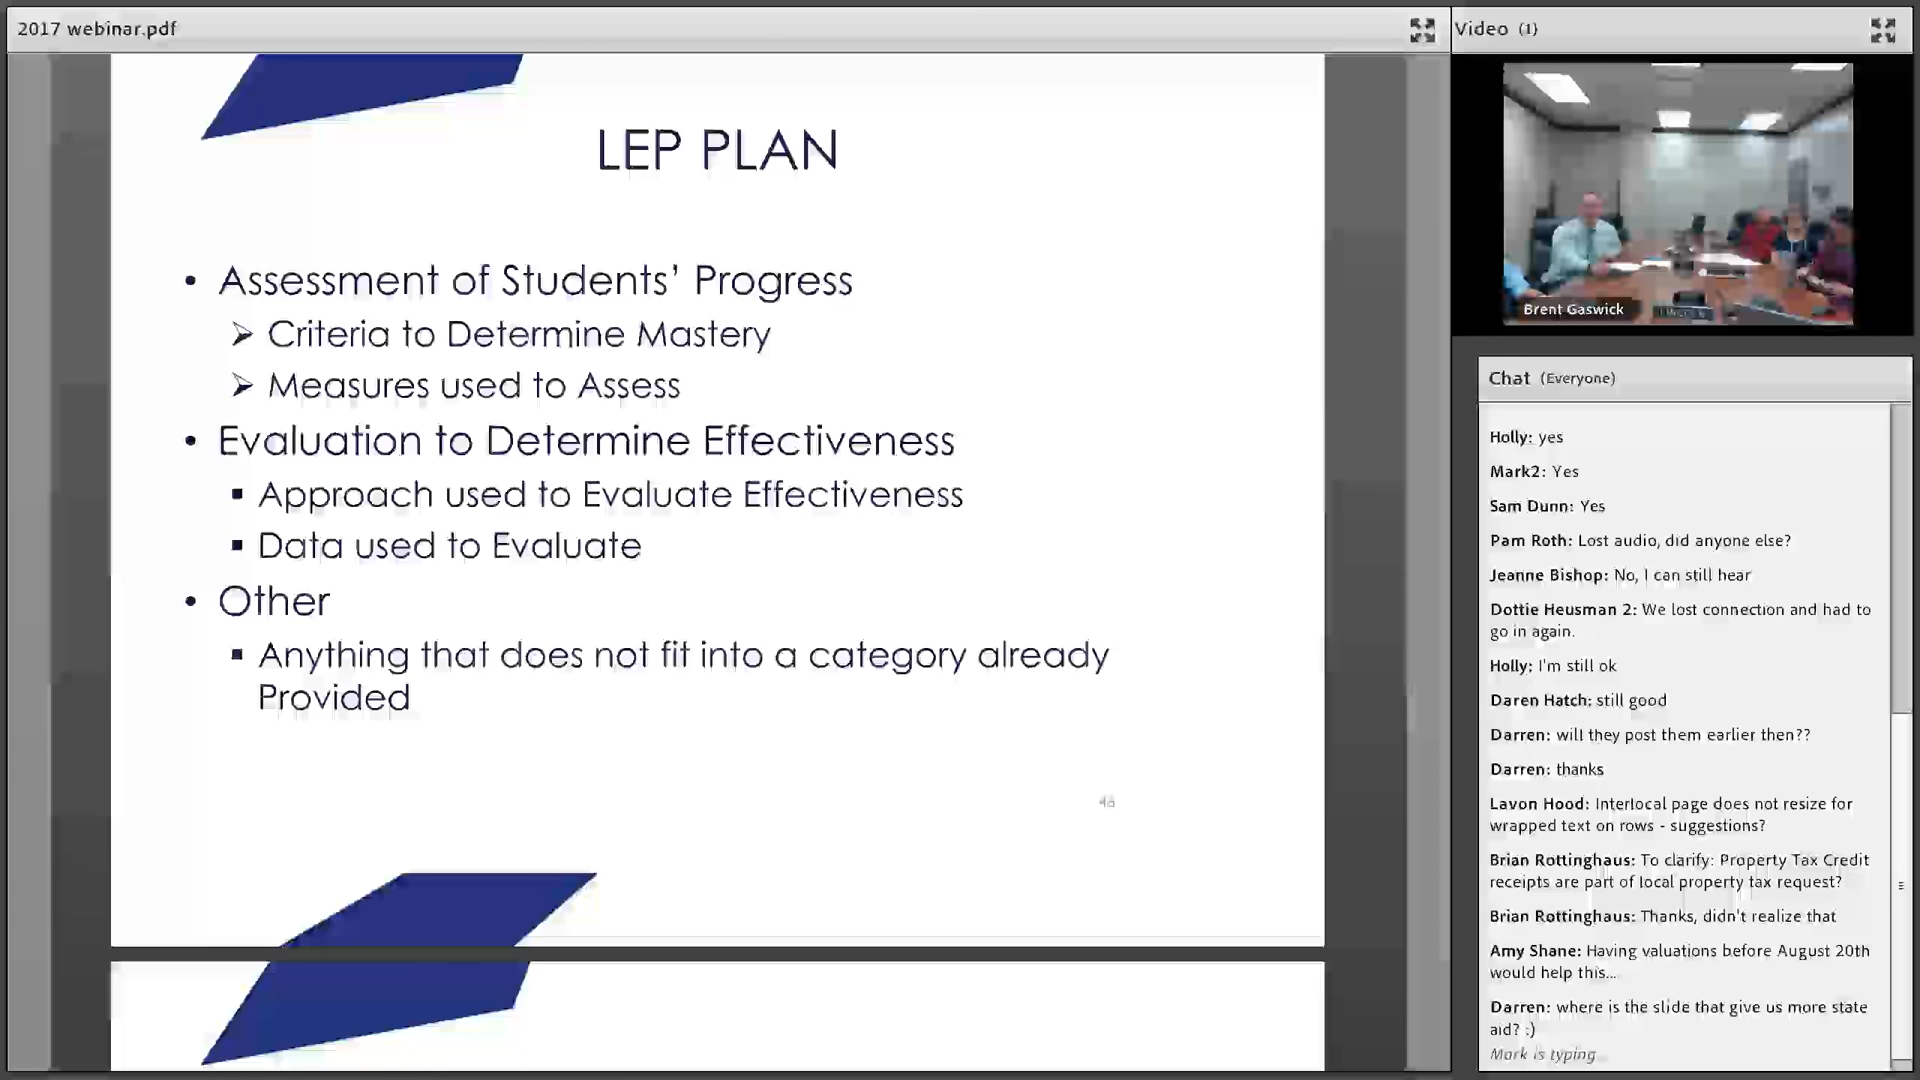 2017 webinar.pdf
LEP PLAN
• Assessment of Students’ Progress
➢ Criteria to Determine Mastery
➢ Measures used to Assess
• Evaluation to Determine Effectiveness
▪ Approach used to Evaluate Effectiveness
▪ Data used to Evaluate
• Other
▪ Anything that does not fit into a category already
Provided
Video (1)
Brent Gaswick
Chat (Everyone)
Holly: yes
Mark2: Yes
Sam Dunn: Yes
Pam Roth: Lost audio, did anyone else?
Jeanne Bishop: No, I can still hear
Dottie Heusman 2: We lost connection and had to
go in again.
Holly: I'm still ok
Daren Hatch: still good
Darren: will they post them earlier then??
Darren: thanks
Lavon Hood: Interlocal page does not resize for
wrapped text on rows - suggestions?
Brian Rottinghaus: To clarify: Property Tax Credit
receipts are part of local property tax request?
Brian Rottinghaus: Thanks, didn't realize that
Amy Shane: Having valuations before August 20th
would help this...
Darren: where is the slide that give us more state
aid? :)
Mark is typing